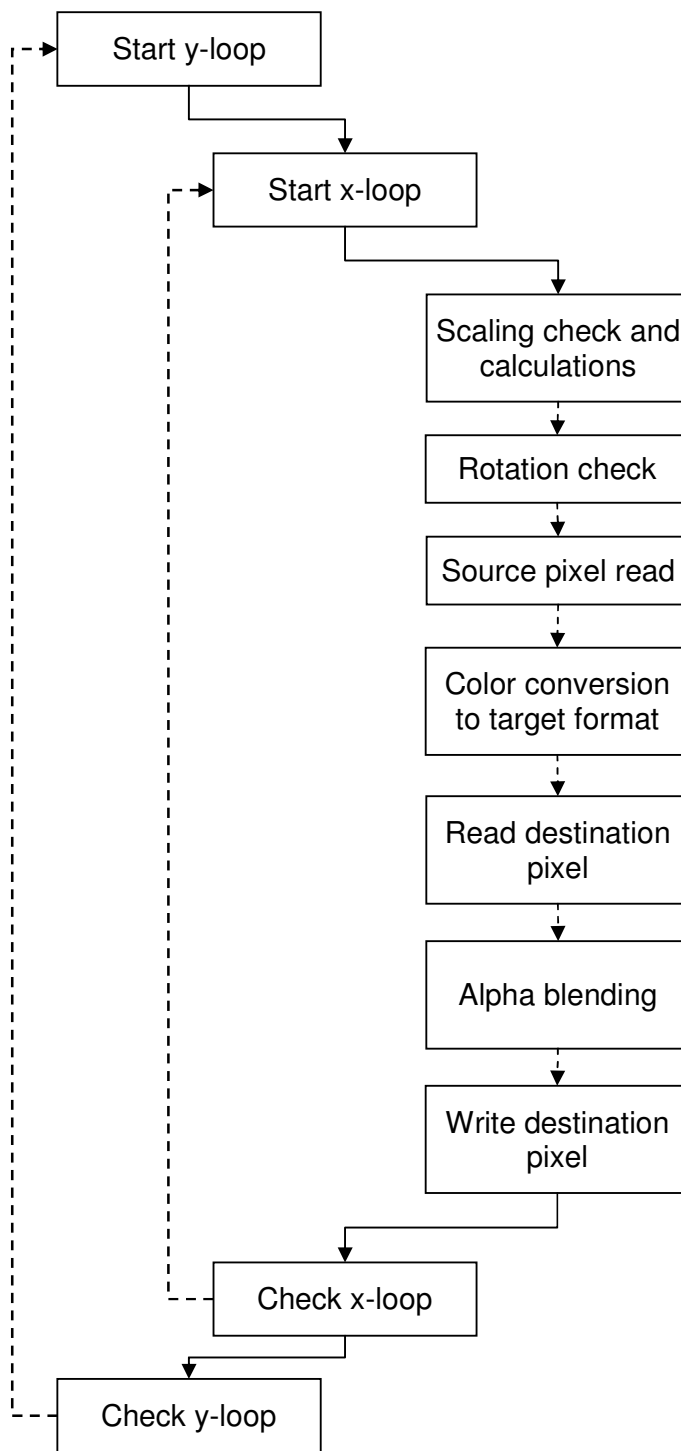 Start y-loop
Start x-loop
Scaling check and
calculations
Rotation check
Source pixel read
Color conversion
to target format
Read destination
pixel
Alpha blending
Write destination
pixel
Check x-loop
Check y-loop